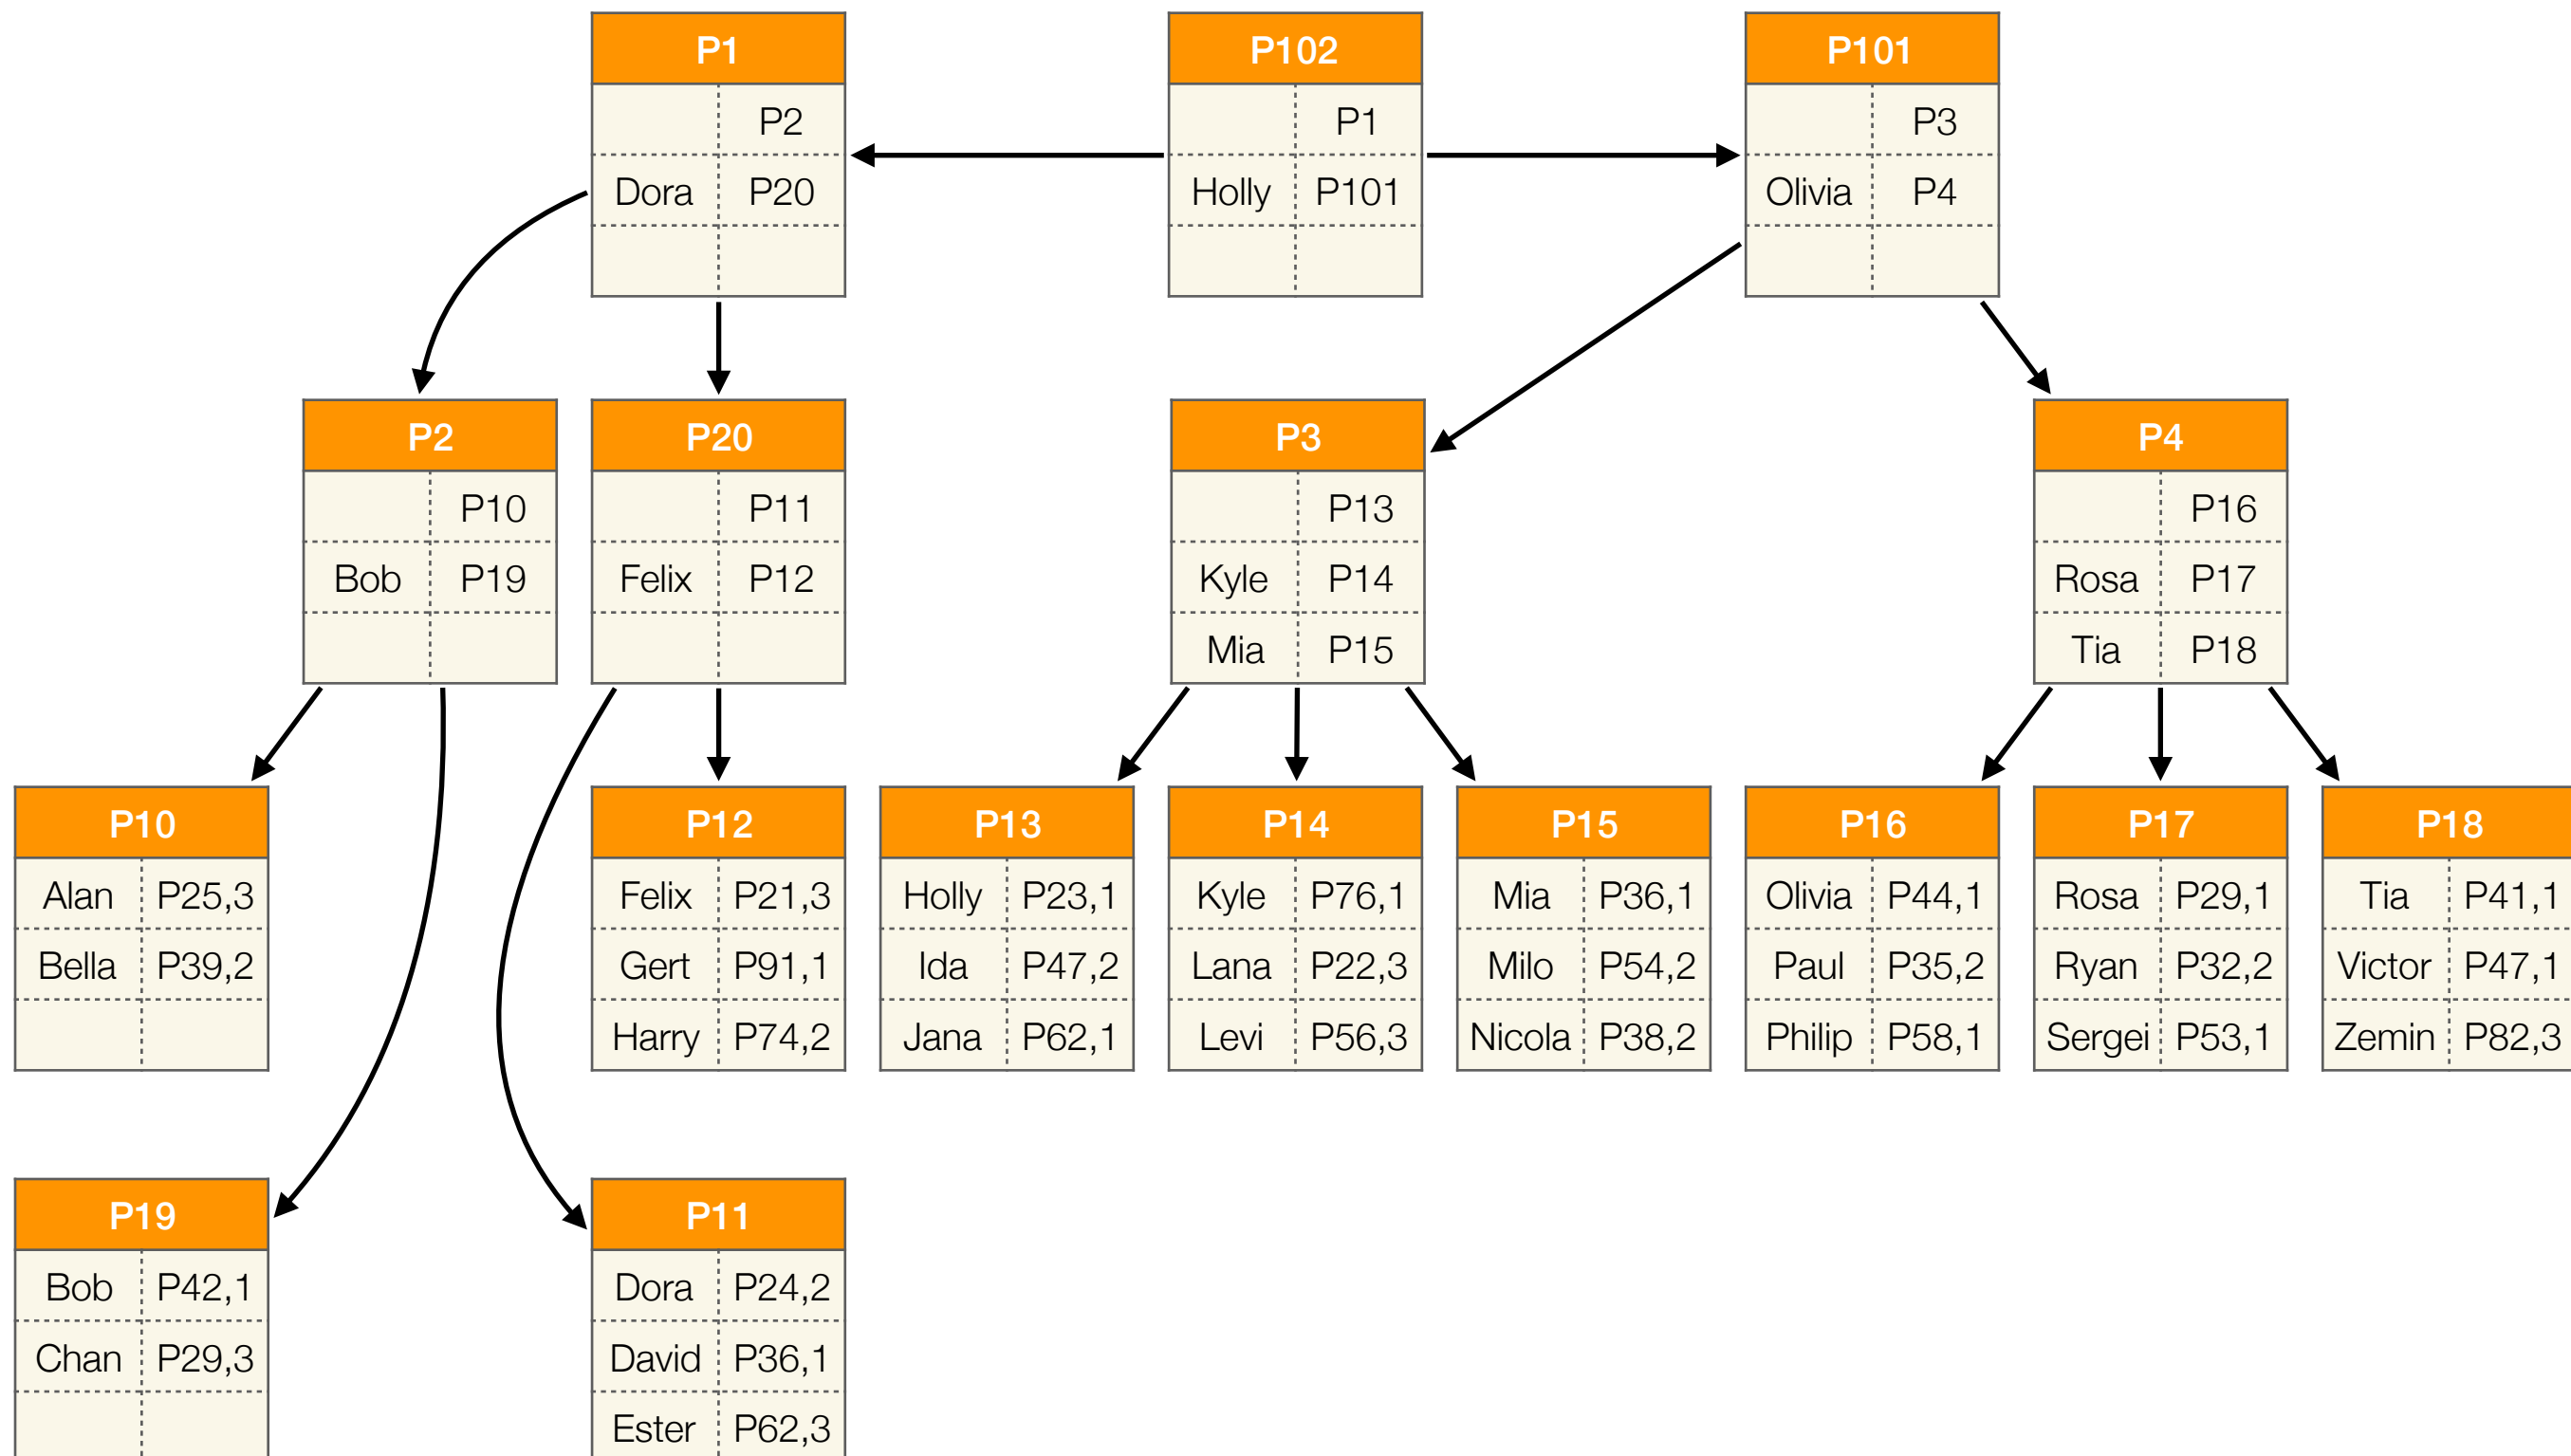 P1
P2
Dora P20
P102
P1
Holly P101
P101
P3
Olivia P4
P2
P10
Bob P19
P20
P11
Felix P12
P3
P13
Kyle P14
Mia P15
P4
P16
Rosa P17
Tia P18
P10
Alan P25,3
Bella P39,2
P12
Felix P21,3
Gert P91,1
Harry P74,2
P13
Holly P23,1
Ida P47,2
Jana P62,1
P14
Kyle P76,1
Lana P22,3
Levi P56,3
P15
Mia P36,1
Milo P54,2
Nicola P38,2
P16
Olivia P44,1
Paul P35,2
Philip P58,1
P17
Rosa P29,1
Ryan P32,2
Sergei P53,1
P18
Tia P41,1
Victor P47,1
Zemin P82,3
P19
Bob P42,1
Chan P29,3
P11
Dora P24,2
David P36,1
Ester P62,3